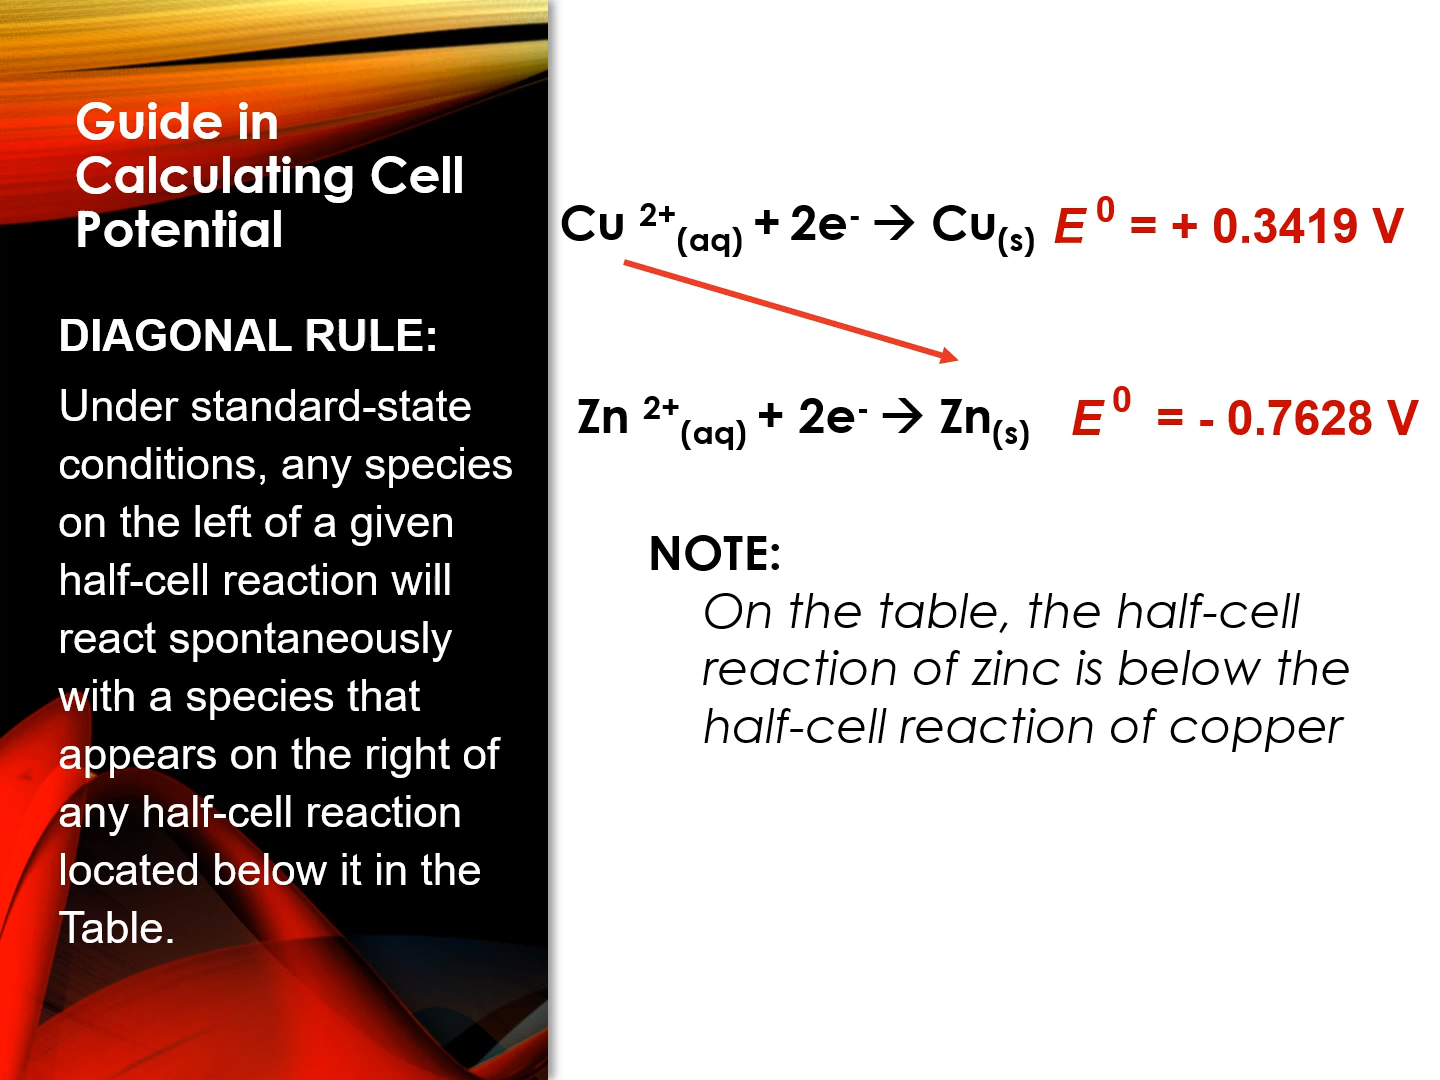 Guide in
Calculating Cell
Potential
DIAGONAL RULE:
Under standard-state
conditions, any species
on the left of a given
half-cell reaction will
react spontaneously
with a species that
appears on the right of
any half-cell reaction
located below it in the
Table.
Cu ²⁺(aq) + 2e⁻ → Cu(s) E ⁰ = + 0.3419 V
Zn ²⁺(aq) + 2e⁻ → Zn(s) E ⁰ = - 0.7628 V
NOTE:
On the table, the half-cell
reaction of zinc is below the
half-cell reaction of copper